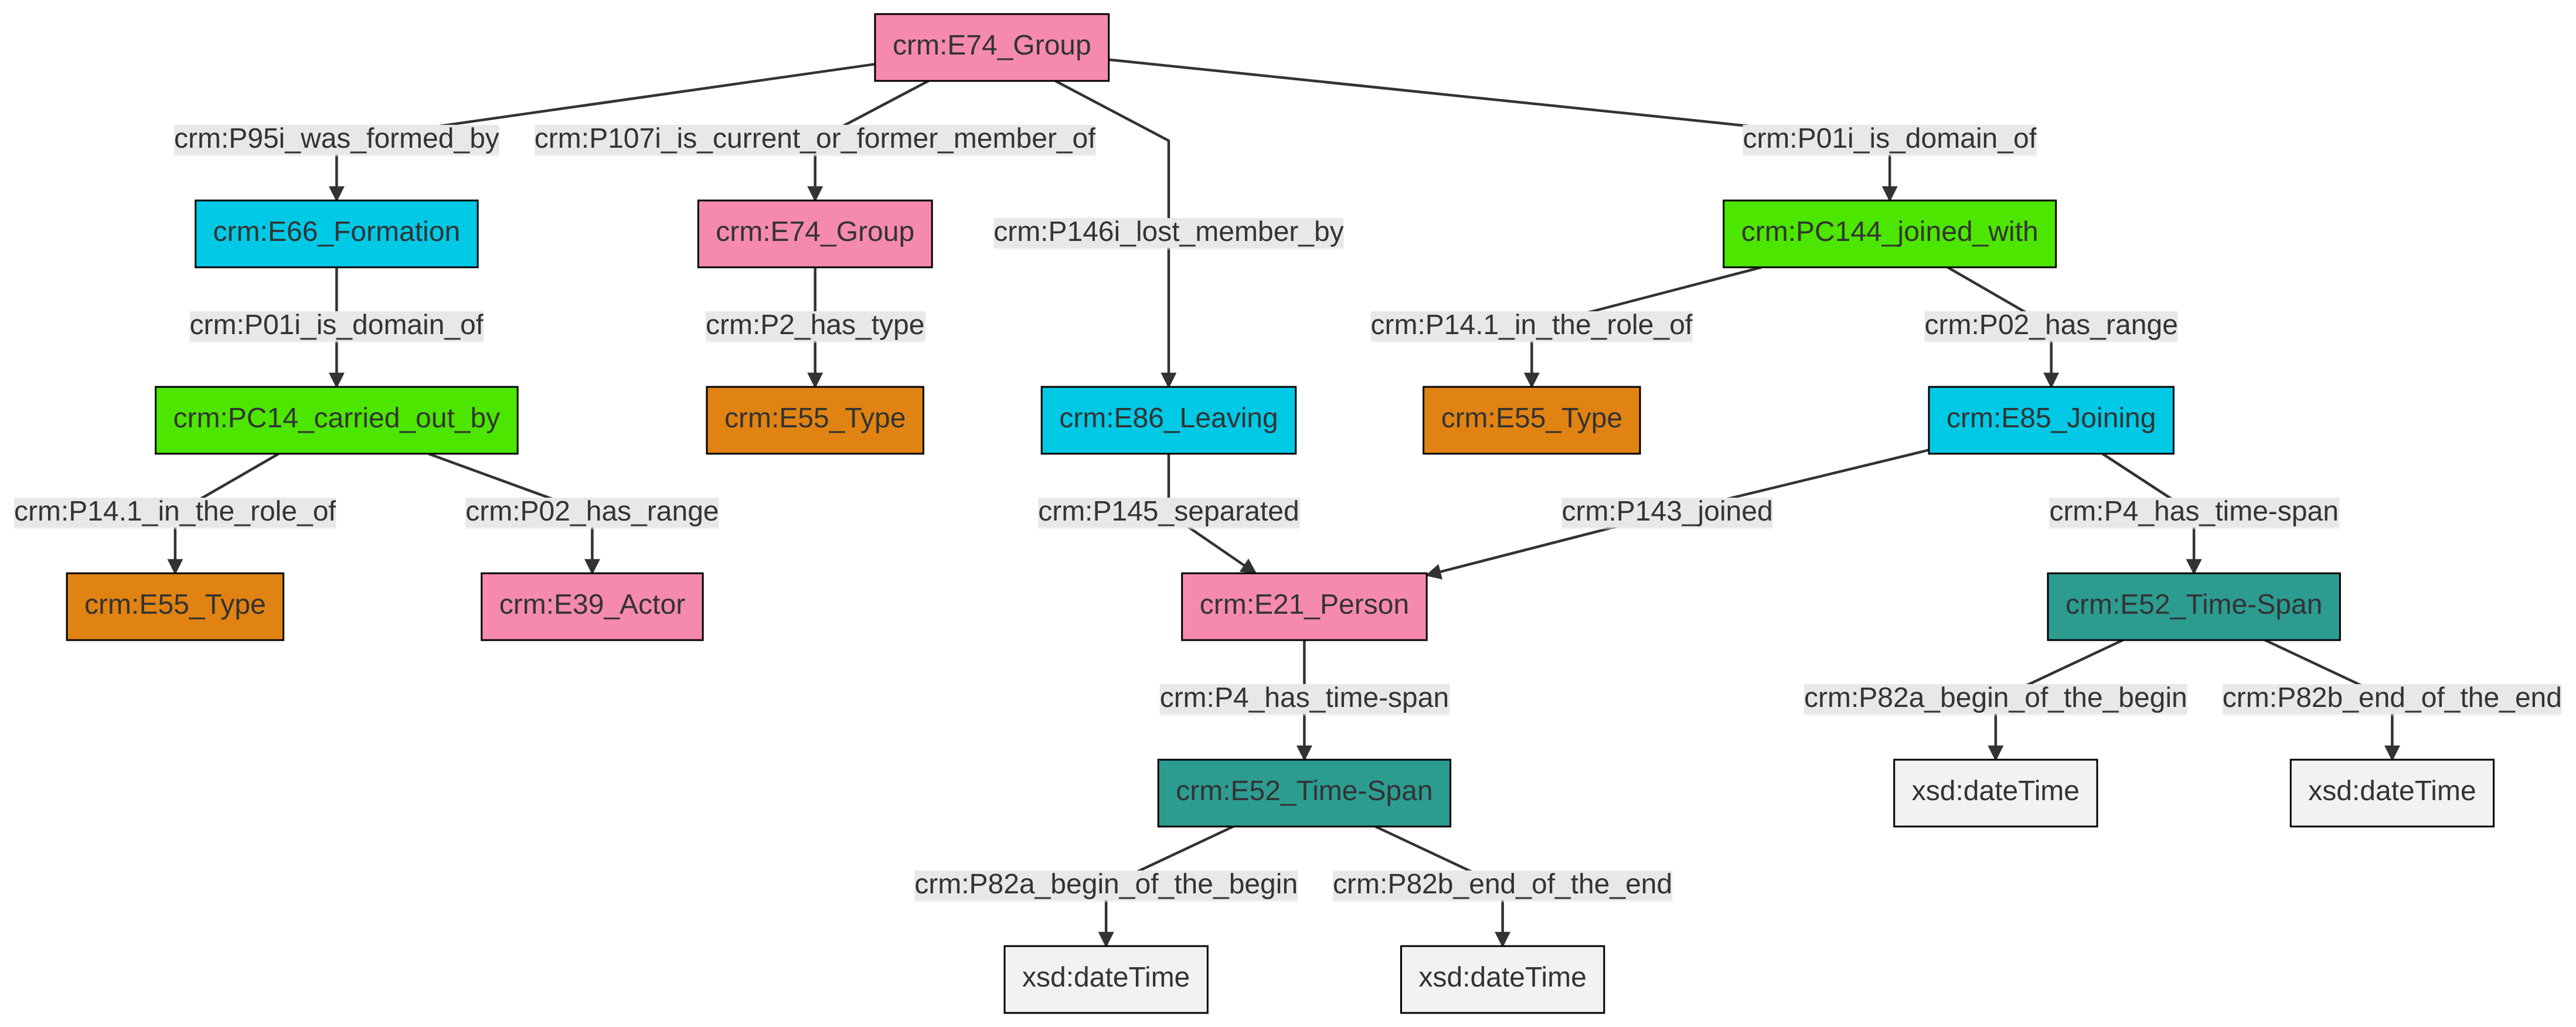 crm:E74_Group
crm:P95i_was_formed_by
crm:P107i_is_current_or_former_member_of
crm:P01i_is_domain_of
crm:E66_Formation
crm:E74_Group
crm:P146i_lost_member_by
crm:PC144_joined_with
crm:P01i_is_domain_of
crm:P2_has_type
crm:P14.1_in_the_role_of
crm:P02_has_range
crm:PC14_carried_out_by
crm:E55_Type
crm:E86_Leaving
crm:E55_Type
crm:E85_Joining
crm:P14.1_in_the_role_of
crm:P02_has_range
crm:P145_separated
crm:P143_joined
crm:P4_has_time-span
crm:E55_Type
crm:E39_Actor
crm:E21_Person
crm:E52_Time-Span
crm:P4_has_time-span
crm:P82a_begin_of_the_begin
crm:P82b_end_of_the_end
crm:E52_Time-Span
xsd:dateTime
xsd:dateTime
crm:P82a_begin_of_the_begin
crm:P82b_end_of_the_end
xsd:dateTime
xsd:dateTime